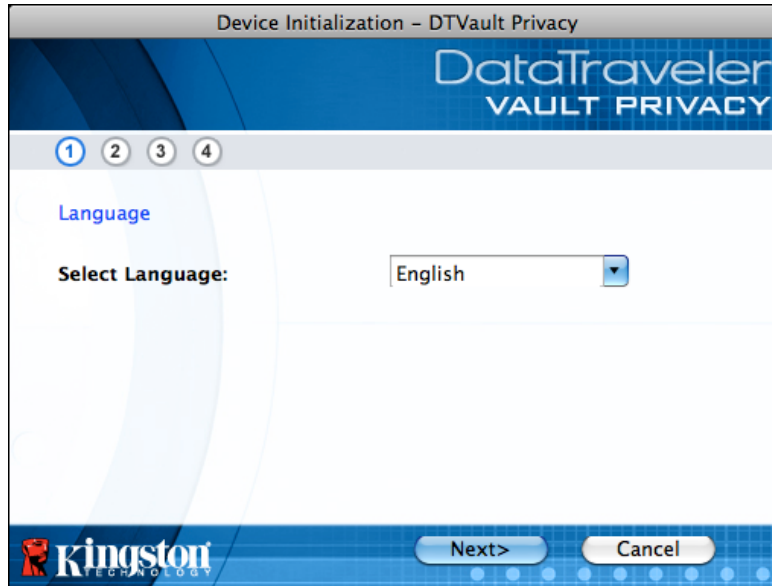 Device Initialization – DTVault Privacy
DataTraveler
VAULT PRIVACY
1 2 3 4
Language
Select Language: English
Kingston
TECHNOLOGY
Next> Cancel